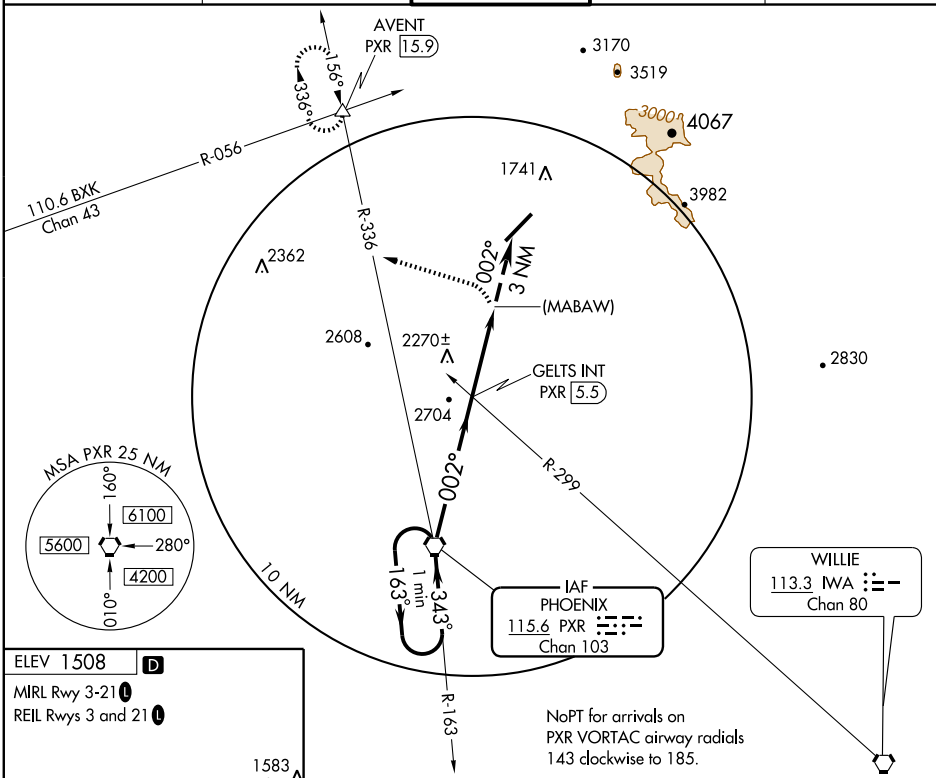 AVENT
PXR 15.9
156°
336°
3170
3519
3000
4067
3982
R-056
110.6 BXK
Chan 43
1741
R-336
2362
002°
3 NM
(MABAW)
2608
2270±
GELTS INT
PXR 5.5
2830
2704
002°
R-299
MSA PXR 25 NM
160°
6100
5600
280°
4200
010°
10 NM
163°
1 min
343°
R-163
IAF
PHOENIX
115.6 PXR
Chan 103
WILLIE
113.3 IWA
Chan 80
ELEV 1508 D
MIRL Rwy 3-21 L
REIL Rwys 3 and 21 L
1583
NoPT for arrivals on
PXR VORTAC airway radials
143 clockwise to 185.